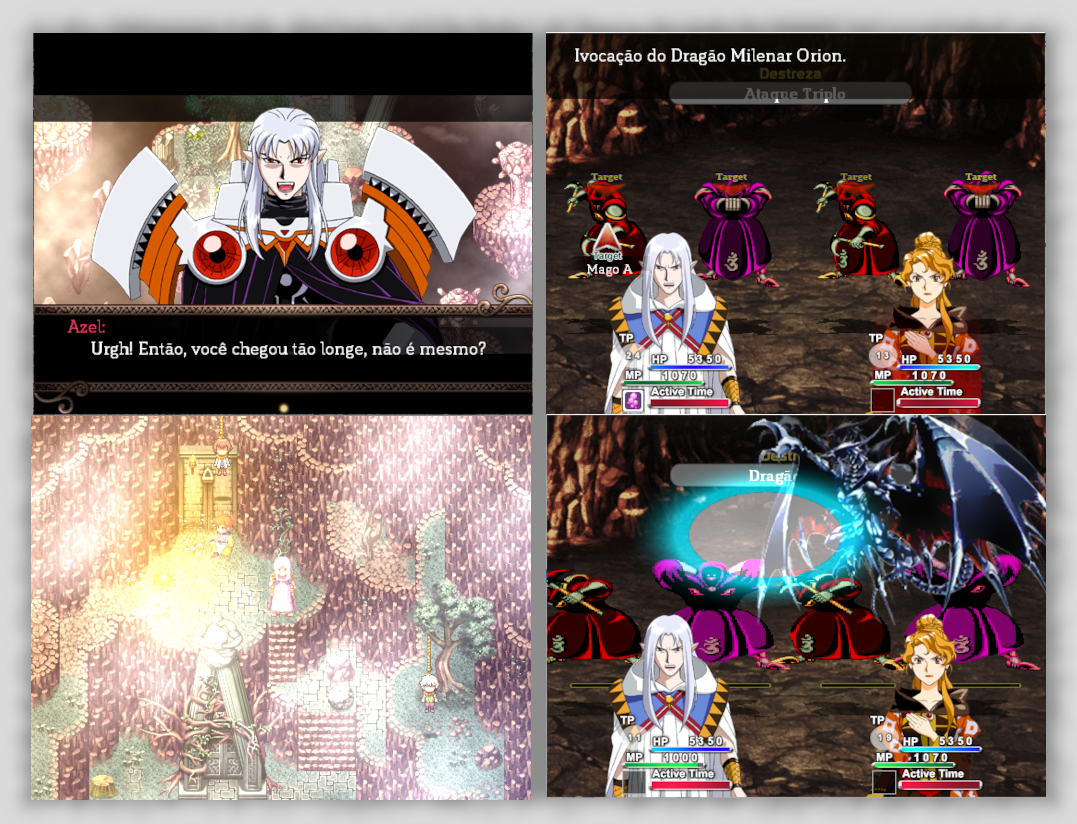 Azel:
Urgh! Então, você chegou tão longe, não é mesmo?
Ivocação do Dragão Milenar Orion.
Destreza
Ataque Triplo
Target
Target
Target
Target
Target
Mago A
TP
24
HP 5350
MP 1070
Active Time
TP
13
HP 5350
MP 1070
Active Time
TP
11
HP 5350
MP 1000
Active Time
TP
19
HP 5350
MP 1070
Active Time